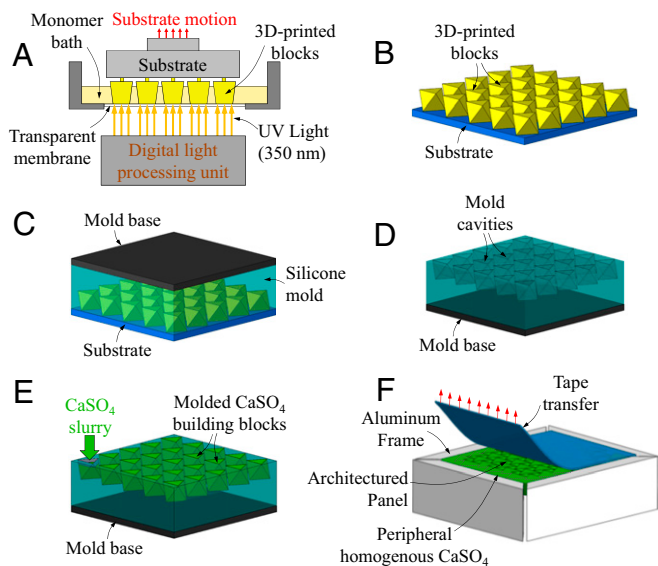 A
Monomer
bath
Substrate motion
Substrate
3D-printed
blocks
Transparent
membrane
UV Light
(350 nm)
Digital light
processing unit
B
3D-printed
blocks
Substrate
C
Mold base
Silicone
mold
Substrate
D
Mold
cavities
Mold base
E
CaSO₄
slurry
Molded CaSO₄
building blocks
Mold base
F
Tape
transfer
Aluminum
Frame
Architectured
Panel
Peripheral
homogenous CaSO₄